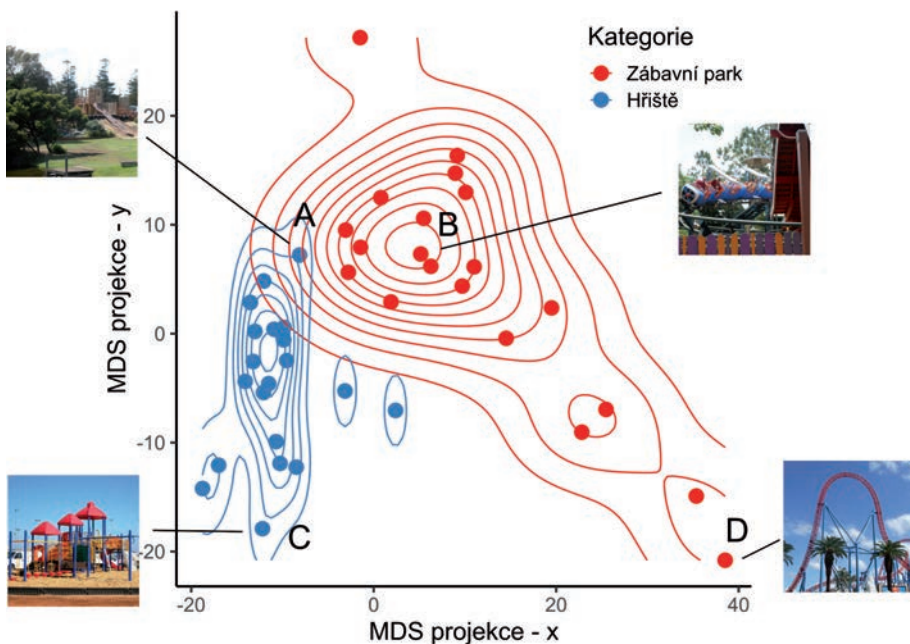 Kategorie
Zábavní park
Hřiště
20
10
0
-10
-20
MDS projekce - y
A
B
C
D
-20
0
20
40
MDS projekce - x